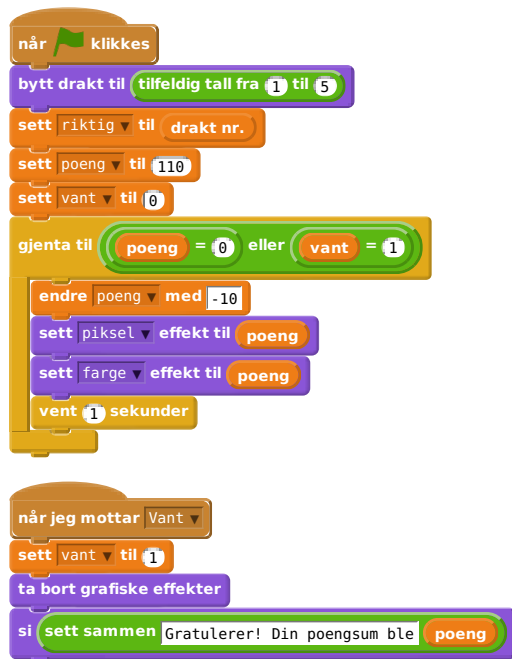 når klikkes
bytt drakt til tilfeldig tall fra 1 til 5
sett riktig til drakt nr.
sett poeng til 110
sett vant til 0
gjenta til poeng = 0 eller vant = 1
endre poeng med -10
sett piksel effekt til poeng
sett farge effekt til poeng
vent 1 sekunder
når jeg mottar Vant
sett vant til 1
ta bort grafiske effekter
si sett sammen Gratulerer! Din poengsum ble poeng